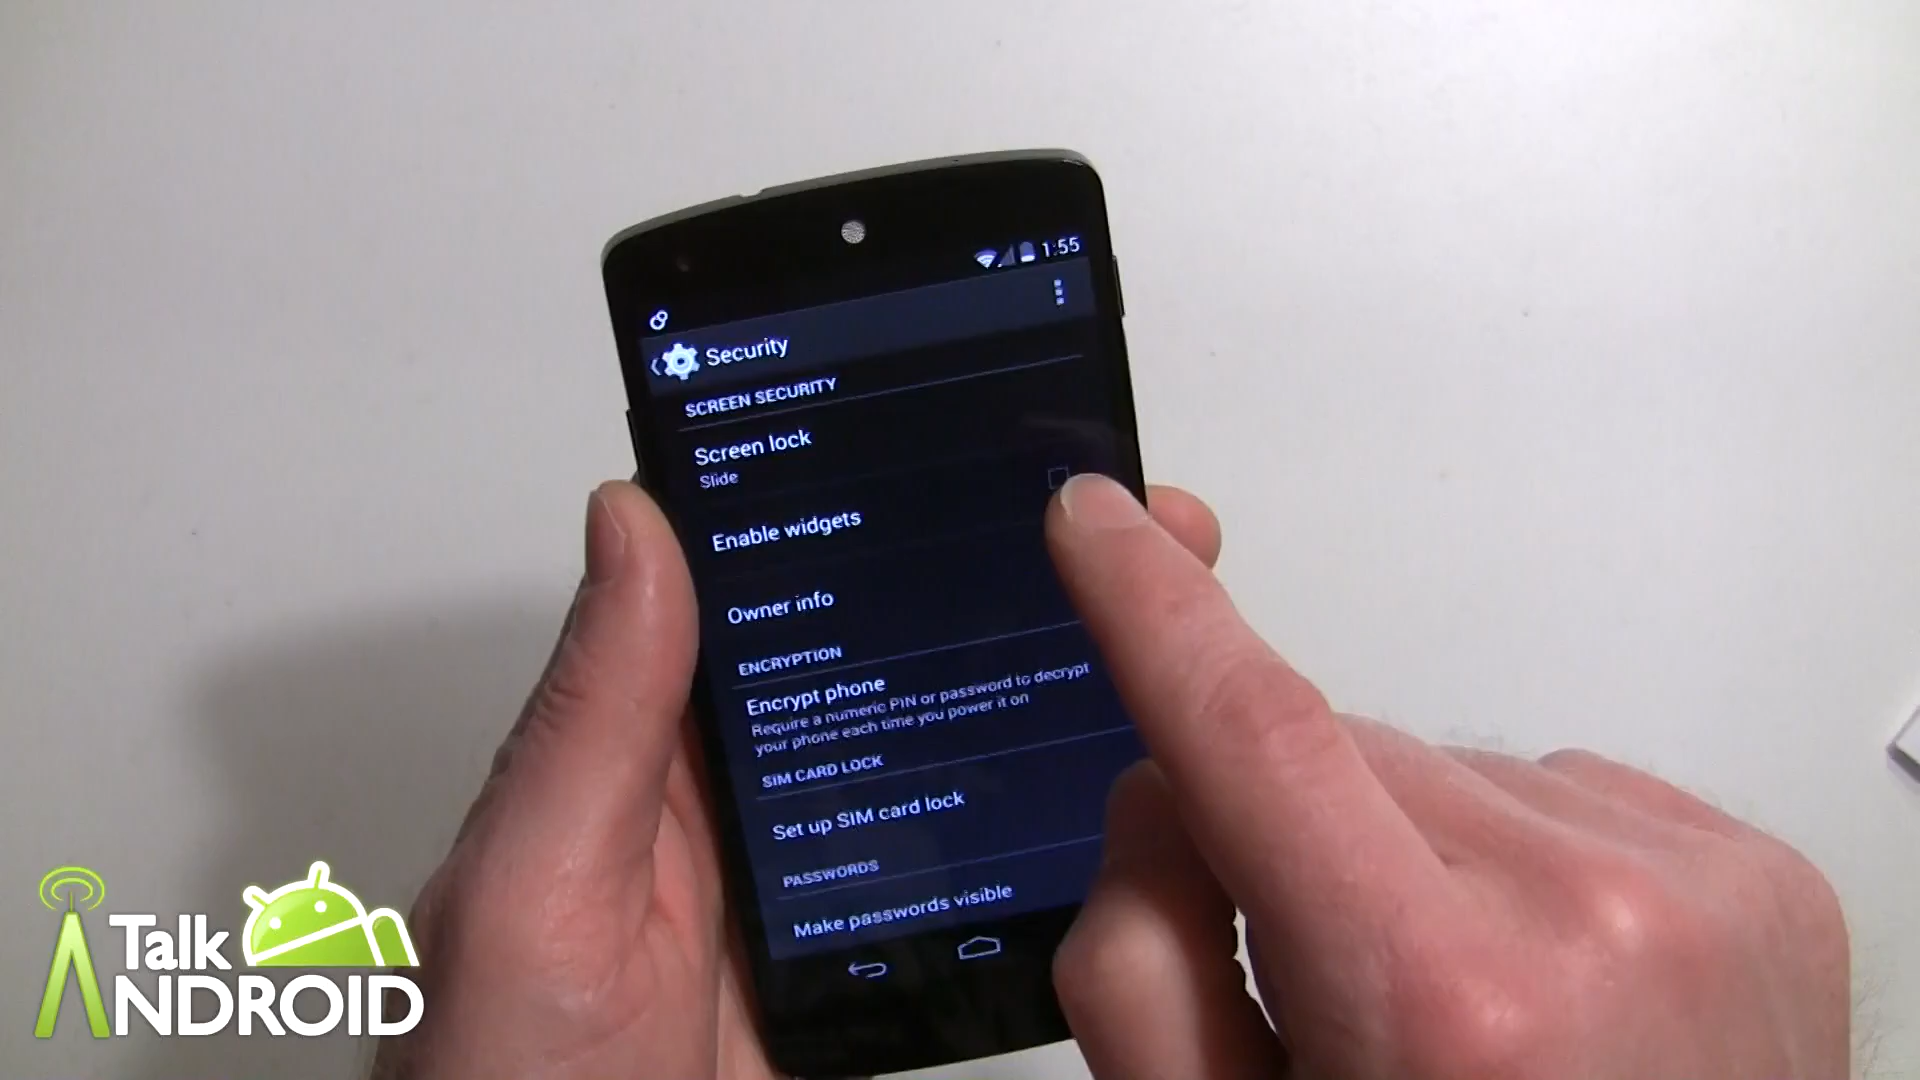 1:55
Security
SCREEN SECURITY
Screen lock
Slide
Enable widgets
Owner info
ENCRYPTION
Encrypt phone
Require a numeric PIN or password to decrypt
your phone each time you power it on
SIM CARD LOCK
Set up SIM card lock
PASSWORDS
Make passwords visible
Talk
ANDROID